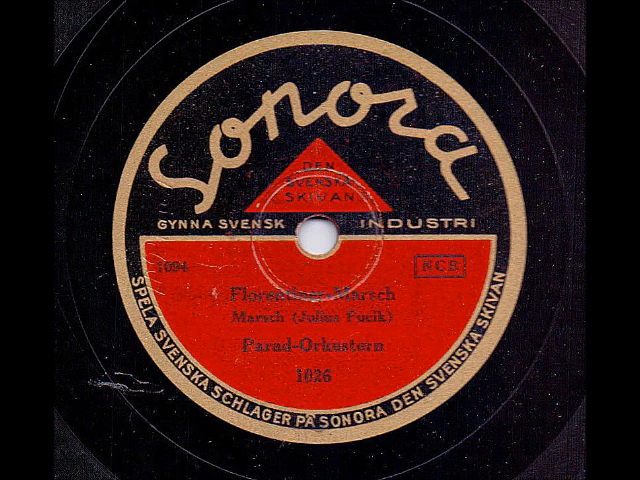 Sonora
DEN
SVENSKA
SKIVAN
GYNNA SVENSK INDUSTRI
1094
NCB
Florentiner-Marsch
Marsch (Julius Fucik)
Parad-Orkestern
1026
SPELA SVENSKA SCHLAGER PÅ SONORA DEN SVENSKA SKIVAN